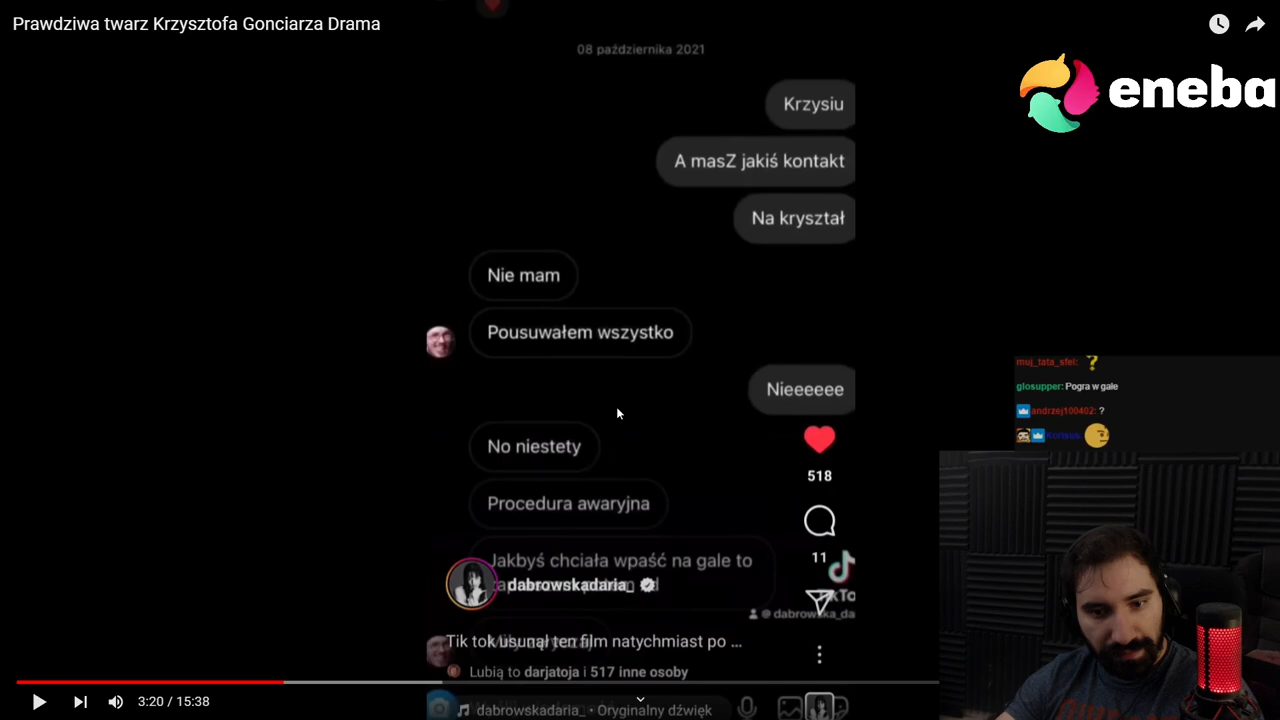 Prawdziwa twarz Krzysztofa Gonciarza Drama
eneba
08 października 2021
Krzysiu
A masZ jakiś kontakt
Na kryształ
Nie mam
Pousuwałem wszystko
Nieeeeee
No niestety
Procedura awaryjna
Jakbyś chciała wpaść na gale to
518
11
dabrowskadaria_
@ dabrowska_da
Tik tok usunął ten film natychmiast po ...
Lubią to darjatoja i 517 inne osoby
dabrowskadaria_ • Oryginalny dźwięk
muj_tata_sfel:
glosupper: Pogra w gale
andrzej100402: ?
3:20 / 15:38